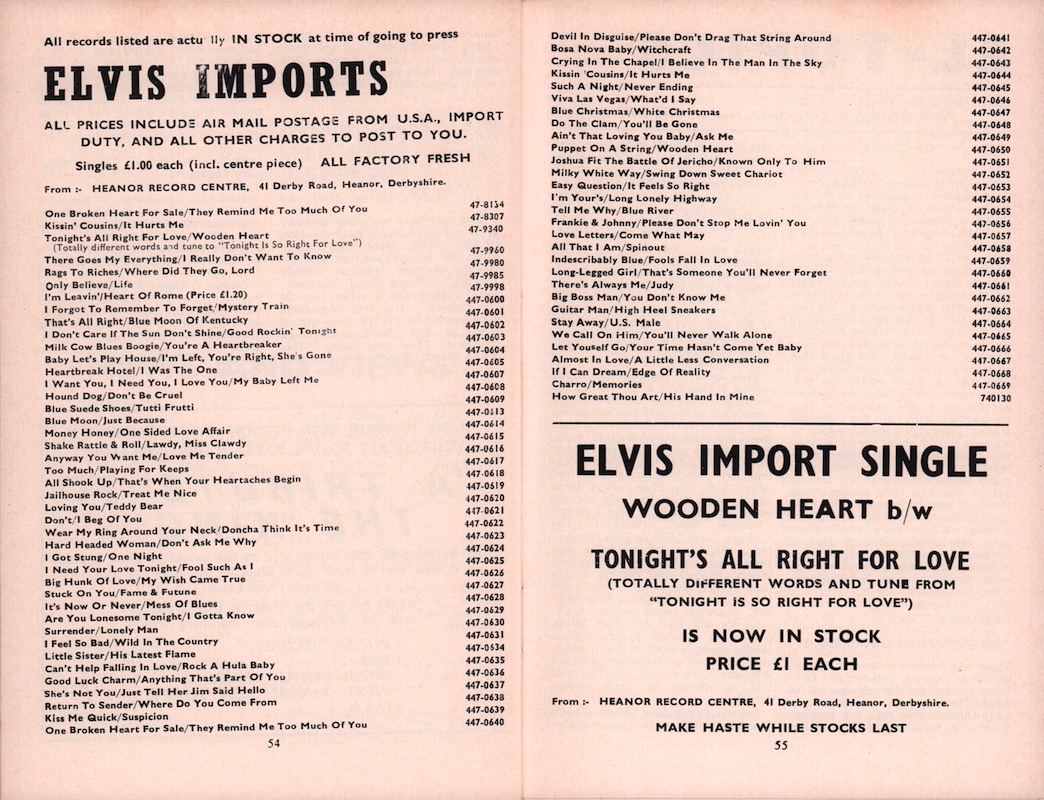 All records listed are actu lly IN STOCK at time of going to press
ELVIS IMPORTS
ALL PRICES INCLUDE AIR MAIL POSTAGE FROM U.S.A., IMPORT
DUTY, AND ALL OTHER CHARGES TO POST TO YOU.
Singles £1.00 each (incl. centre piece) ALL FACTORY FRESH
From :- HEANOR RECORD CENTRE, 41 Derby Road, Heanor, Derbyshire.
One Broken Heart For Sale/They Remind Me Too Much Of You 47-8134
Kissin' Cousins/It Hurts Me 47-8307
Tonight's All Right For Love/Wooden Heart 47-9340
(Totally different words and tune to "Tonight Is So Right For Love")
There Goes My Everything/I Really Don't Want To Know 47-9960
Rags To Riches/Where Did They Go, Lord 47-9980
Only Believe/Life 47-9985
I'm Leavin'/Heart Of Rome (Price £1.20) 47-9998
I Forgot To Remember To Forget/Mystery Train 447-0600
That's All Right/Blue Moon Of Kentucky 447-0601
I Don't Care If The Sun Don't Shine/Good Rockin' Tonight 447-0602
Milk Cow Blues Boogie/You're A Heartbreaker 447-0603
Baby Let's Play House/I'm Left, You're Right, She's Gone 447-0604
Heartbreak Hotel/I Was The One 447-0605
I Want You, I Need You, I Love You/My Baby Left Me 447-0607
Hound Dog/Don't Be Cruel 447-0608
Blue Suede Shoes/Tutti Frutti 447-0609
Blue Moon/Just Because 447-0613
Money Honey/One Sided Love Affair 447-0614
Shake Rattle & Roll/Lawdy, Miss Clawdy 447-0615
Anyway You Want Me/Love Me Tender 447-0616
Too Much/Playing For Keeps 447-0617
All Shook Up/That's When Your Heartaches Begin 447-0618
Jailhouse Rock/Treat Me Nice 447-0619
Loving You/Teddy Bear 447-0620
Don't/I Beg Of You 447-0621
Wear My Ring Around Your Neck/Doncha Think It's Time 447-0622
Hard Headed Woman/Don't Ask Me Why 447-0623
I Got Stung/One Night 447-0624
I Need Your Love Tonight/Fool Such As I 447-0625
Big Hunk Of Love/My Wish Came True 447-0626
Stuck On You/Fame & Futune 447-0627
It's Now Or Never/Mess Of Blues 447-0628
Are You Lonesome Tonight/I Gotta Know 447-0629
Surrender/Lonely Man 447-0630
I Feel So Bad/Wild In The Country 447-0631
Little Sister/His Latest Flame 447-0634
Can't Help Falling In Love/Rock A Hula Baby 447-0635
Good Luck Charm/Anything That's Part Of You 447-0636
She's Not You/Just Tell Her Jim Said Hello 447-0637
Return To Sender/Where Do You Come From 447-0638
Kiss Me Quick/Suspicion 447-0639
One Broken Heart For Sale/They Remind Me Too Much Of You 447-0640
54
Devil In Disguise/Please Don't Drag That String Around 447-0641
Bosa Nova Baby/Witchcraft 447-0642
Crying In The Chapel/I Believe In The Man In The Sky 447-0643
Kissin 'Cousins/It Hurts Me 447-0644
Such A Night/Never Ending 447-0645
Viva Las Vegas/What'd I Say 447-0646
Blue Christmas/White Christmas 447-0647
Do The Clam/You'll Be Gone 447-0648
Ain't That Loving You Baby/Ask Me 447-0649
Puppet On A String/Wooden Heart 447-0650
Joshua Fit The Battle Of Jericho/Known Only To Him 447-0651
Milky White Way/Swing Down Sweet Chariot 447-0652
Easy Question/It Feels So Right 447-0653
I'm Your's/Long Lonely Highway 447-0654
Tell Me Why/Blue River 447-0655
Frankie & Johnny/Please Don't Stop Me Lovin' You 447-0656
Love Letters/Come What May 447-0657
All That I Am/Spinout 447-0658
Indescribably Blue/Fools Fall In Love 447-0659
Long-Legged Girl/That's Someone You'll Never Forget 447-0660
There's Always Me/Judy 447-0661
Big Boss Man/You Don't Know Me 447-0662
Guitar Man/High Heel Sneakers 447-0663
Stay Away/U.S. Male 447-0664
We Call On Him/You'll Never Walk Alone 447-0665
Let Youself Go/Your Time Hasn't Come Yet Baby 447-0666
Almost In Love/A Little Less Conversation 447-0667
If I Can Dream/Edge Of Reality 447-0668
Charro/Memories 447-0669
How Great Thou Art/His Hand In Mine 740130
ELVIS IMPORT SINGLE
WOODEN HEART b/w
TONIGHT'S ALL RIGHT FOR LOVE
(TOTALLY DIFFERENT WORDS AND TUNE FROM
"TONIGHT IS SO RIGHT FOR LOVE")
IS NOW IN STOCK
PRICE £1 EACH
From :- HEANOR RECORD CENTRE, 41 Derby Road, Heanor, Derbyshire.
MAKE HASTE WHILE STOCKS LAST
55